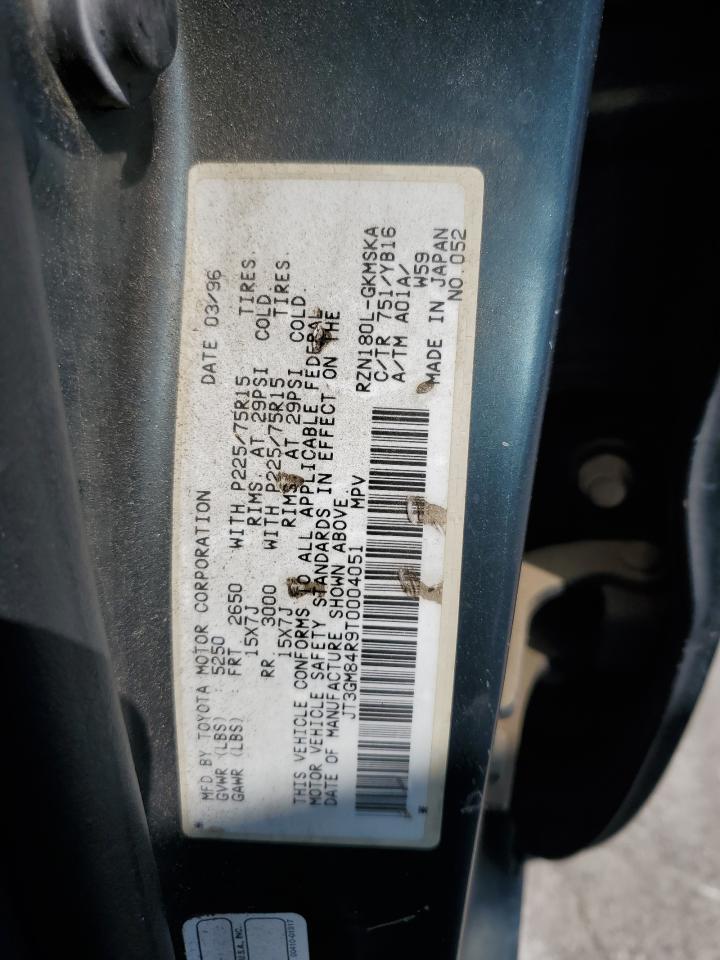 MFD BY TOYOTA MOTOR CORPORATION DATE 03/96
GVWR (LBS) : 5250
GAWR (LBS) : FRT 2650 WITH P225/75R15 TIRES.
15X7J RIMS, AT 29PSI COLD
RR 3000 WITH P225/75R15 TIRES
15X7J RIMS, AT 29PSI COLD.
THIS VEHICLE CONFORMS TO ALL APPLICABLE FEDERAL
MOTOR VEHICLE SAFETY STANDARDS IN EFFECT ON THE
DATE OF MANUFACTURE SHOWN ABOVE.
JT3GM84R9T0004051 MPV
RZN180L-GKMSKA
C/TR 751/YB16
A/TM A01A/
W59
MADE IN JAPAN
NO.052
U.S.A. INC.